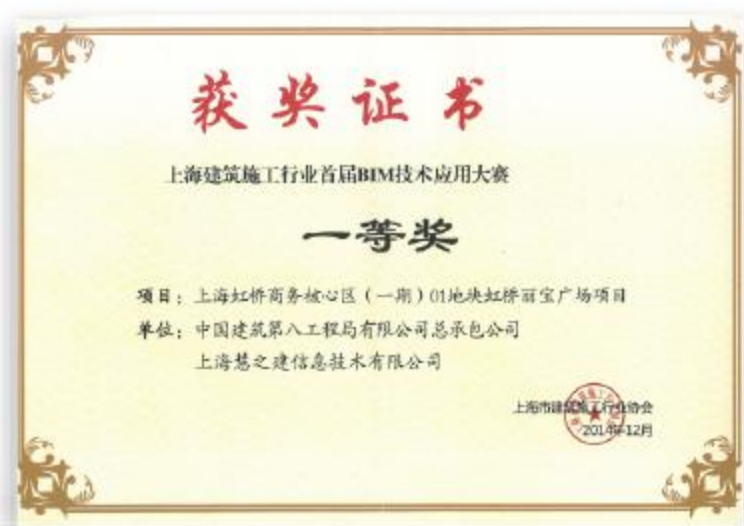 获奖证书
上海建筑施工行业首届BIM技术应用大赛
一等奖
项目：上海虹桥商务核心区（一期）01地块虹桥丽宝广场项目
单位：中国建筑第八工程局有限公司总承包公司
上海慧之建信息技术有限公司
上海市建筑施工行业协会
2014年12月